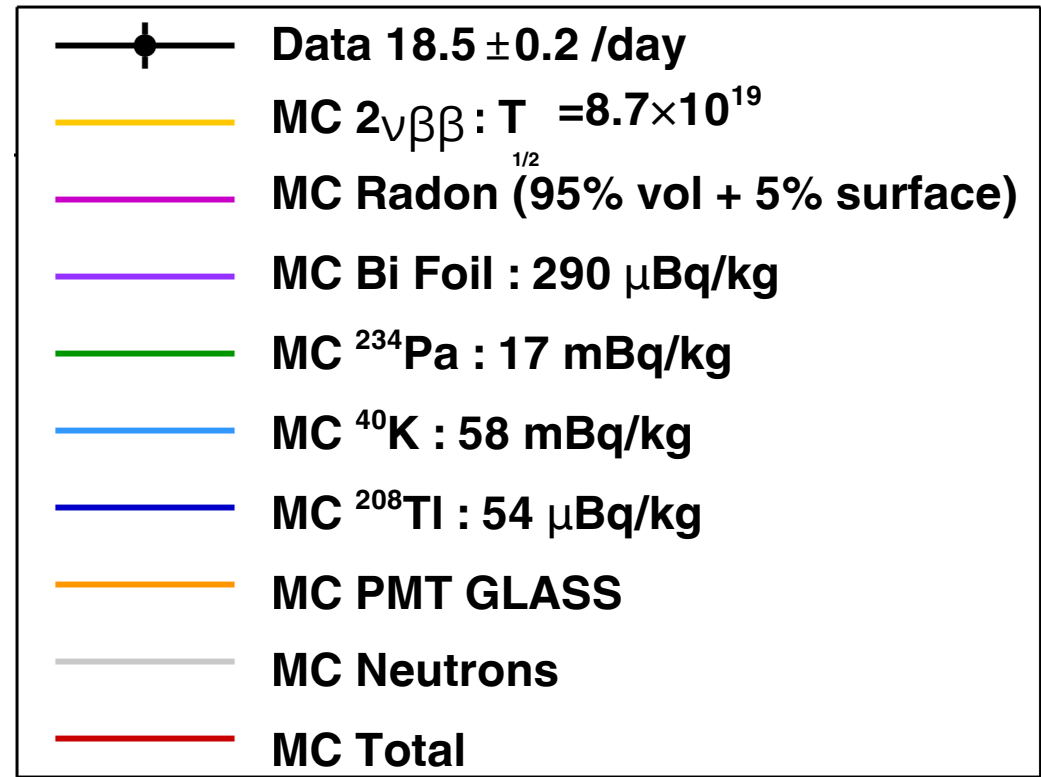 Data 18.5 ±0.2 /day
MC 2νββ : T1/2 =8.7×10^19
MC Radon (95% vol + 5% surface)
MC Bi Foil : 290 μBq/kg
MC ^234Pa : 17 mBq/kg
MC ^40K : 58 mBq/kg
MC ^208Tl : 54 μBq/kg
MC PMT GLASS
MC Neutrons
MC Total